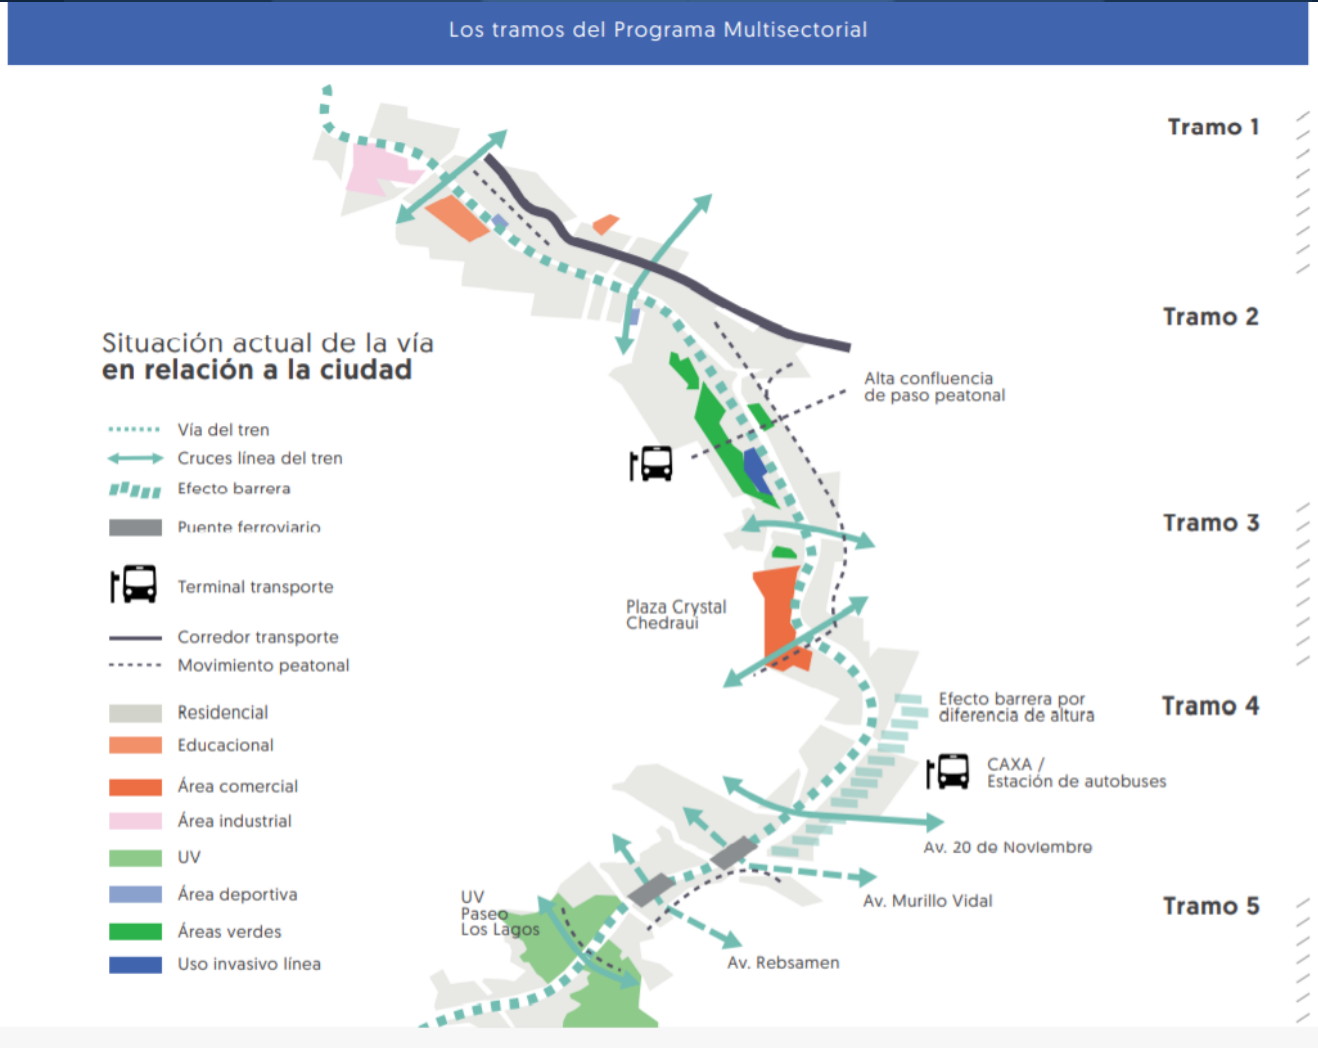 Los tramos del Programa Multisectorial
Tramo 1
Tramo 2
Situación actual de la vía
en relación a la ciudad
Alta confluencia
de paso peatonal
Vía del tren
Cruces línea del tren
Efecto barrera
Puente ferroviario
Tramo 3
Terminal transporte
Plaza Crystal
Chedraui
Corredor transporte
Movimiento peatonal
Residencial
Educacional
Área comercial
Área industrial
UV
Área deportiva
Áreas verdes
Uso invasivo línea
Efecto barrera por
diferencia de altura
Tramo 4
CAXA /
Estación de autobuses
Av. 20 de Noviembre
Av. Murillo Vidal
Tramo 5
UV
Paseo
Los Lagos
Av. Rebsamen